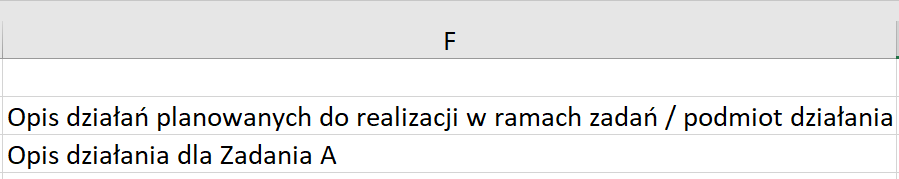 F
Opis działań planowanych do realizacji w ramach zadań / podmiot działania
Opis działania dla Zadania A